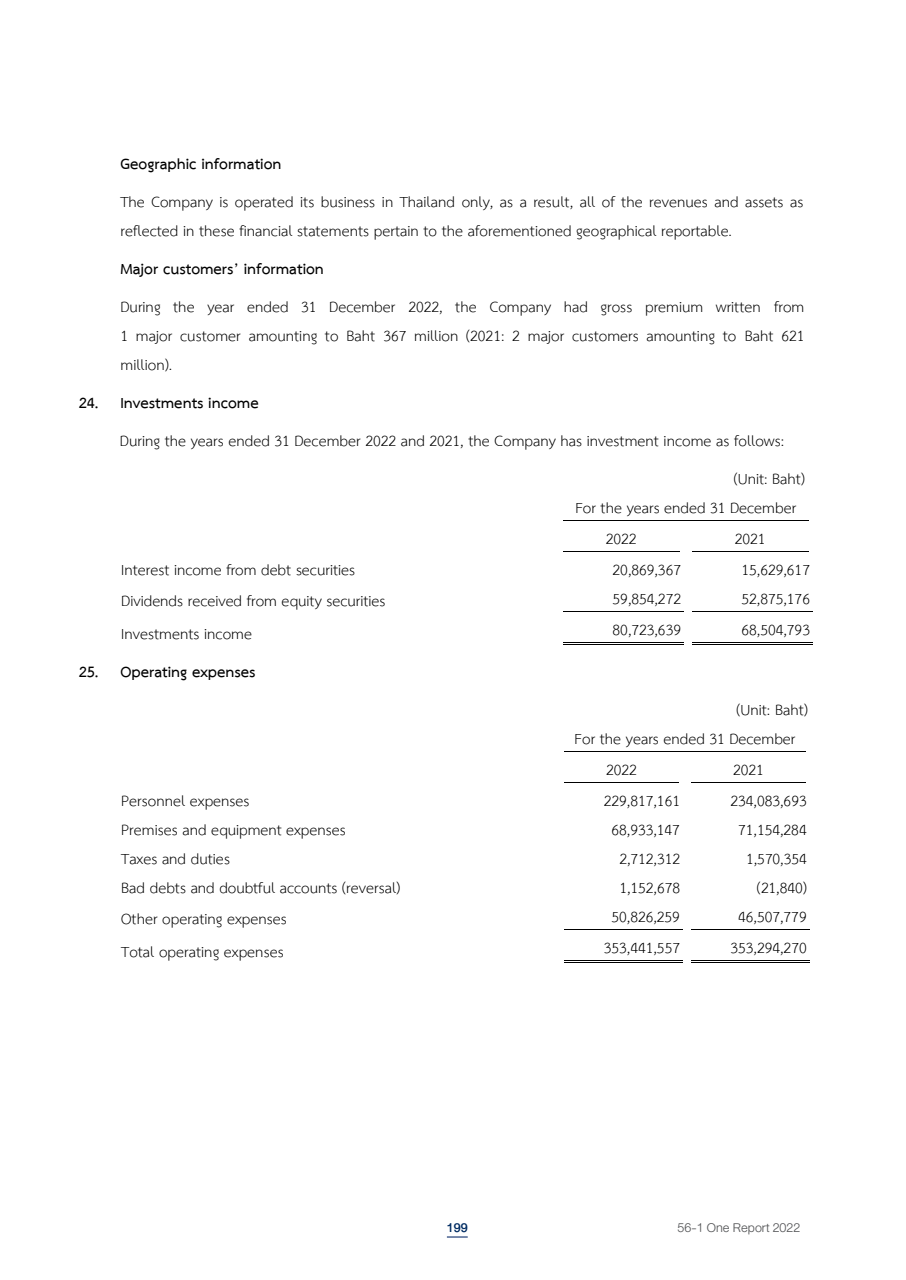 Geographic information
The Company is operated its business in Thailand only, as a result, all of the revenues and assets as
reflected in these financial statements pertain to the aforementioned geographical reportable.
Major customers' information
During the year ended 31 December 2022, the Company had gross premium written from
1 major customer amounting to Baht 367 million (2021: 2 major customers amounting to Baht 621
million).
24. Investments income
During the years ended 31 December 2022 and 2021, the Company has investment income as follows:
(Unit: Baht)
For the years ended 31 December
2022 2021
Interest income from debt securities 20,869,367 15,629,617
Dividends received from equity securities 59,854,272 52,875,176
Investments income 80,723,639 68,504,793
25. Operating expenses
(Unit: Baht)
For the years ended 31 December
2022 2021
Personnel expenses 229,817,161 234,083,693
Premises and equipment expenses 68,933,147 71,154,284
Taxes and duties 2,712,312 1,570,354
Bad debts and doubtful accounts (reversal) 1,152,678 (21,840)
Other operating expenses 50,826,259 46,507,779
Total operating expenses 353,441,557 353,294,270
199 56-1 One Report 2022